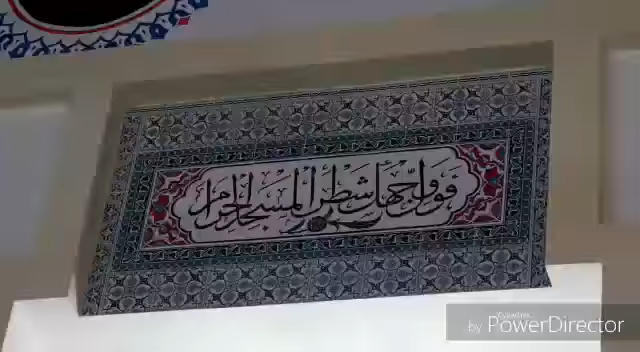 فول وجهك شطر المسجد الحرام
by PowerDirector